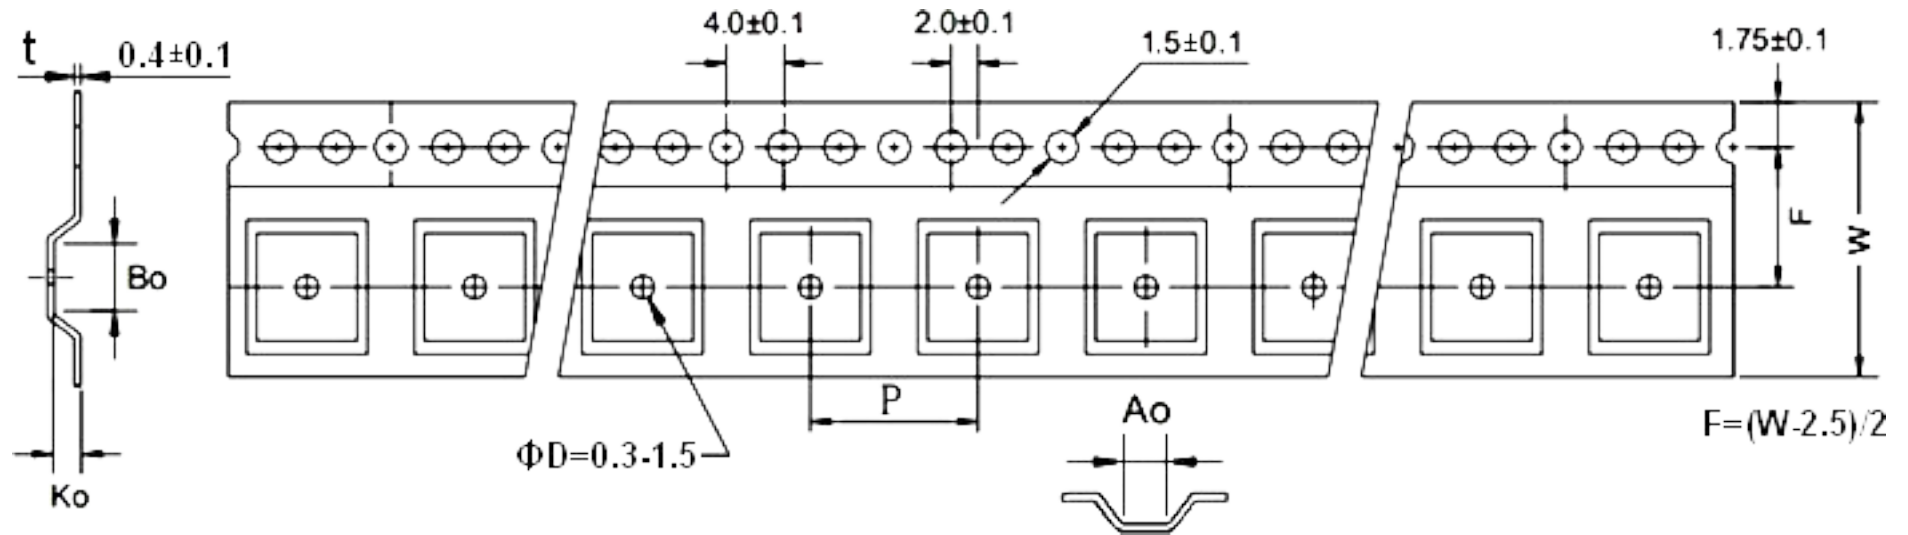 4.0±0.1
2.0±0.1
1.5±0.1
1.75±0.1
t
0.4±0.1
F
W
Bo
P
Ao
F=(W-2.5)/2
ΦD=0.3-1.5
Ko